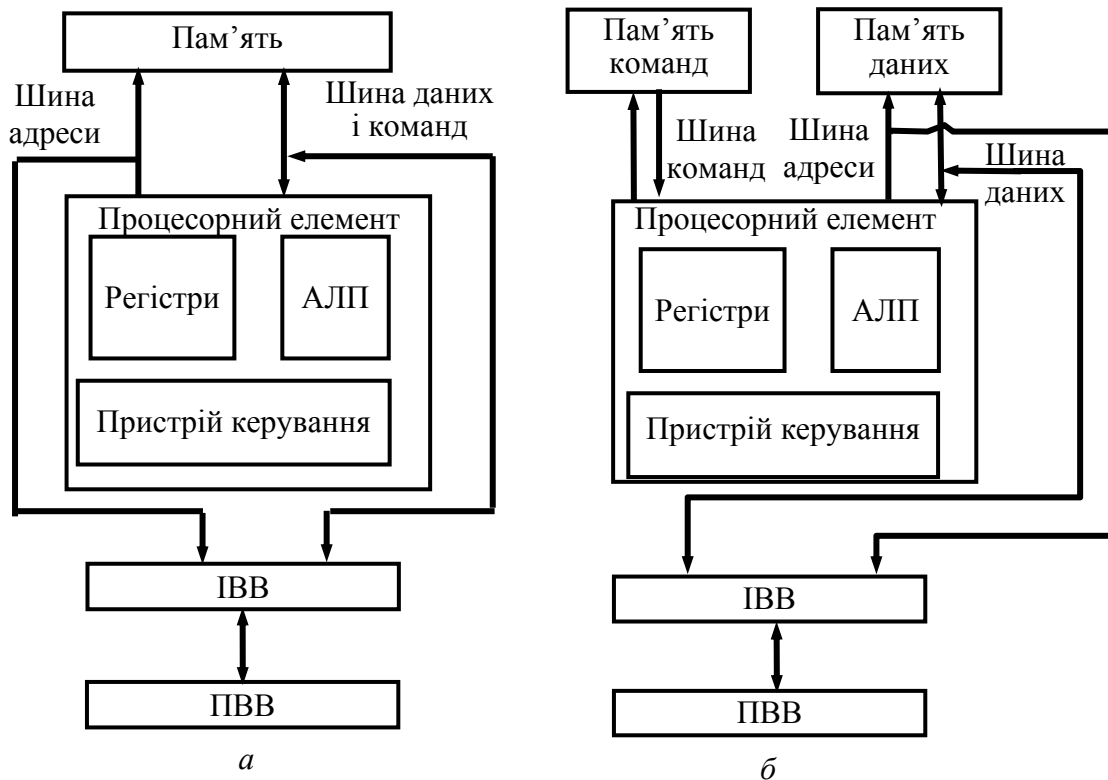 Пам’ять
Шина
адреси
Шина даних
і команд
Процесорний елемент
Регістри
АЛП
Пристрій керування
ІВВ
ПВВ
а
Пам’ять
команд
Пам’ять
даних
Шина
команд
Шина
адреси
Шина
даних
Процесорний елемент
Регістри
АЛП
Пристрій керування
ІВВ
ПВВ
б